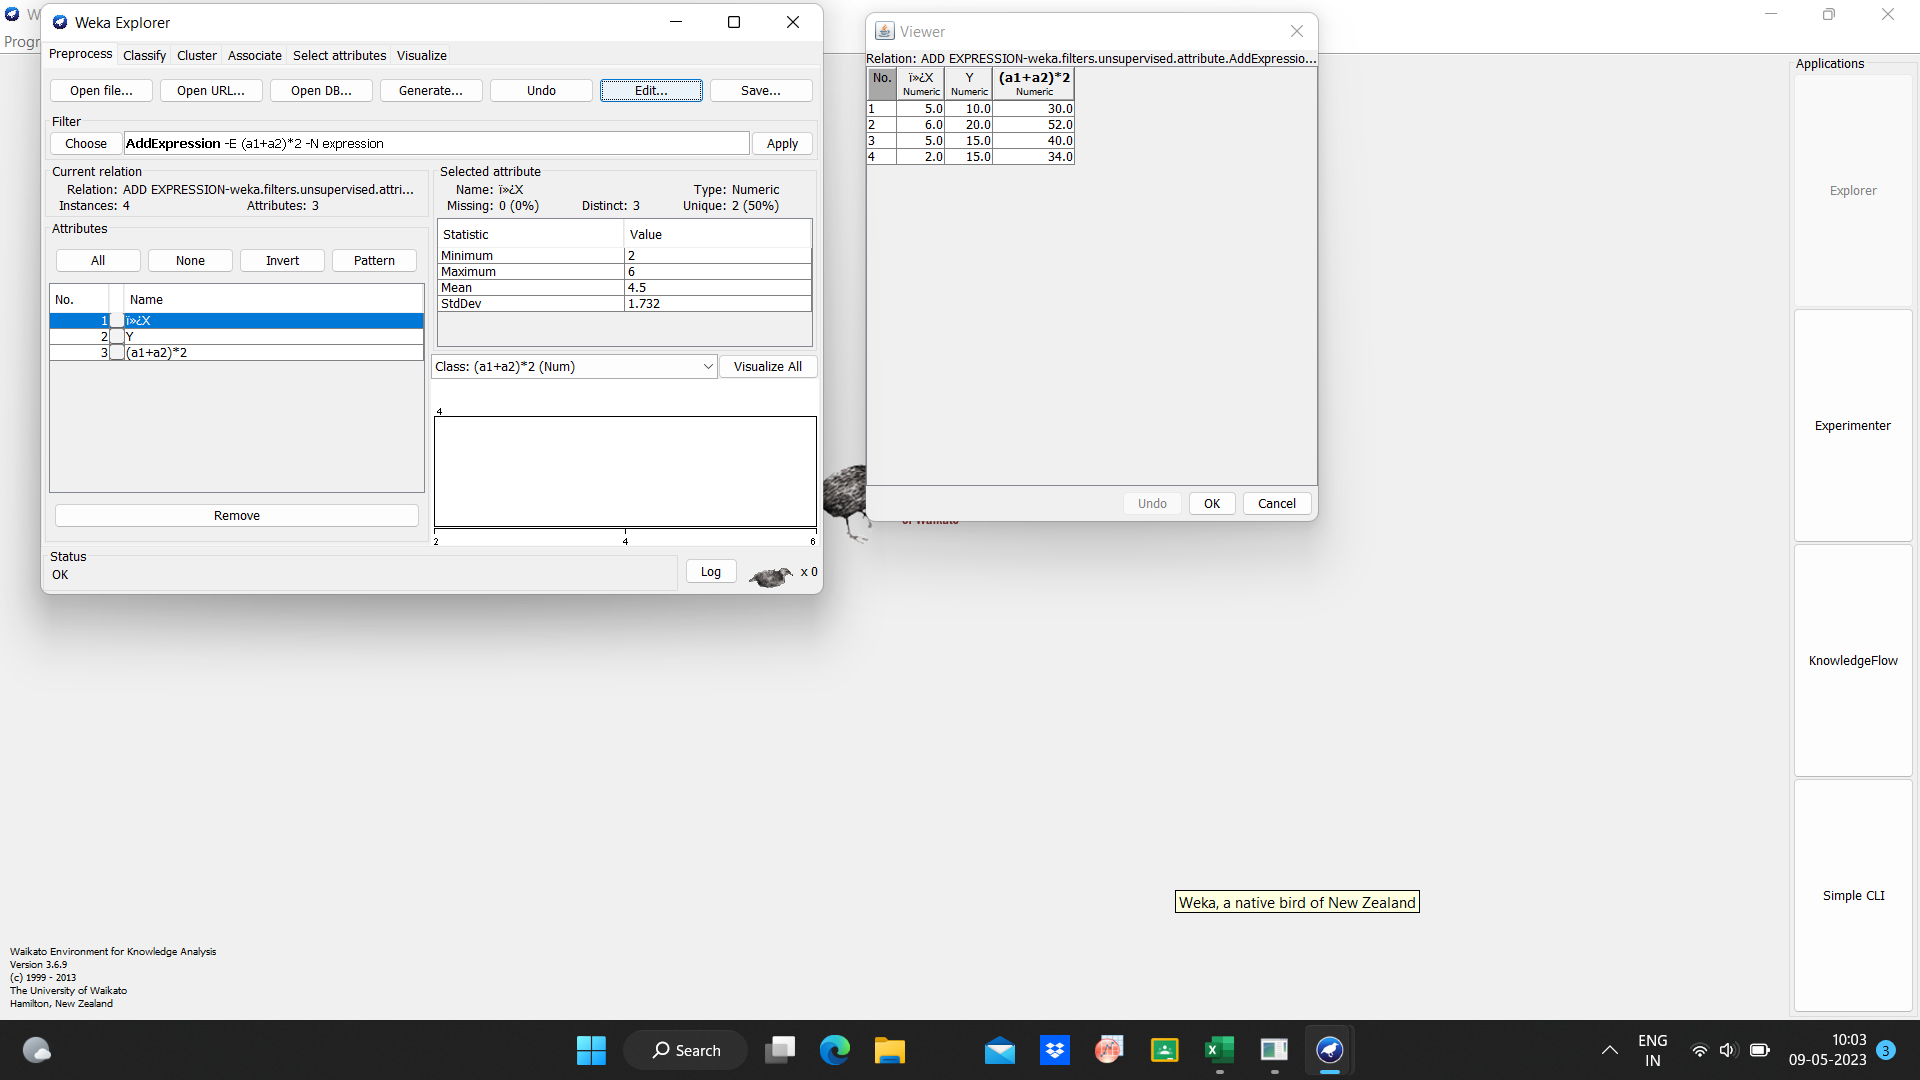 W
Progr
Weka Explorer
Preprocess Classify Cluster Associate Select attributes Visualize
Open file... Open URL... Open DB... Generate... Undo Edit... Save...
Filter
Choose AddExpression -E (a1+a2)*2 -N expression Apply
Current relation
Relation: ADD EXPRESSION-weka.filters.unsupervised.attri...
Instances: 4 Attributes: 3
Attributes
All None Invert Pattern
No. Name
1 ï»¿X
2 Y
3 (a1+a2)*2
Remove
Selected attribute
Name: ï»¿X Type: Numeric
Missing: 0 (0%) Distinct: 3 Unique: 2 (50%)
Statistic Value
Minimum 2
Maximum 6
Mean 4.5
StdDev 1.732
Class: (a1+a2)*2 (Num) Visualize All
4
2 4 6
Status
OK
Log x 0
Viewer
Relation: ADD EXPRESSION-weka.filters.unsupervised.attribute.AddExpressio...
No. ï»¿X Y (a1+a2)*2
Numeric Numeric Numeric
1 5.0 10.0 30.0
2 6.0 20.0 52.0
3 5.0 15.0 40.0
4 2.0 15.0 34.0
Undo OK Cancel
of Waikato
Applications
Explorer
Experimenter
KnowledgeFlow
Simple CLI
Weka, a native bird of New Zealand
Waikato Environment for Knowledge Analysis
Version 3.6.9
(c) 1999 - 2013
The University of Waikato
Hamilton, New Zealand
Search
ENG
IN
10:03
09-05-2023
3